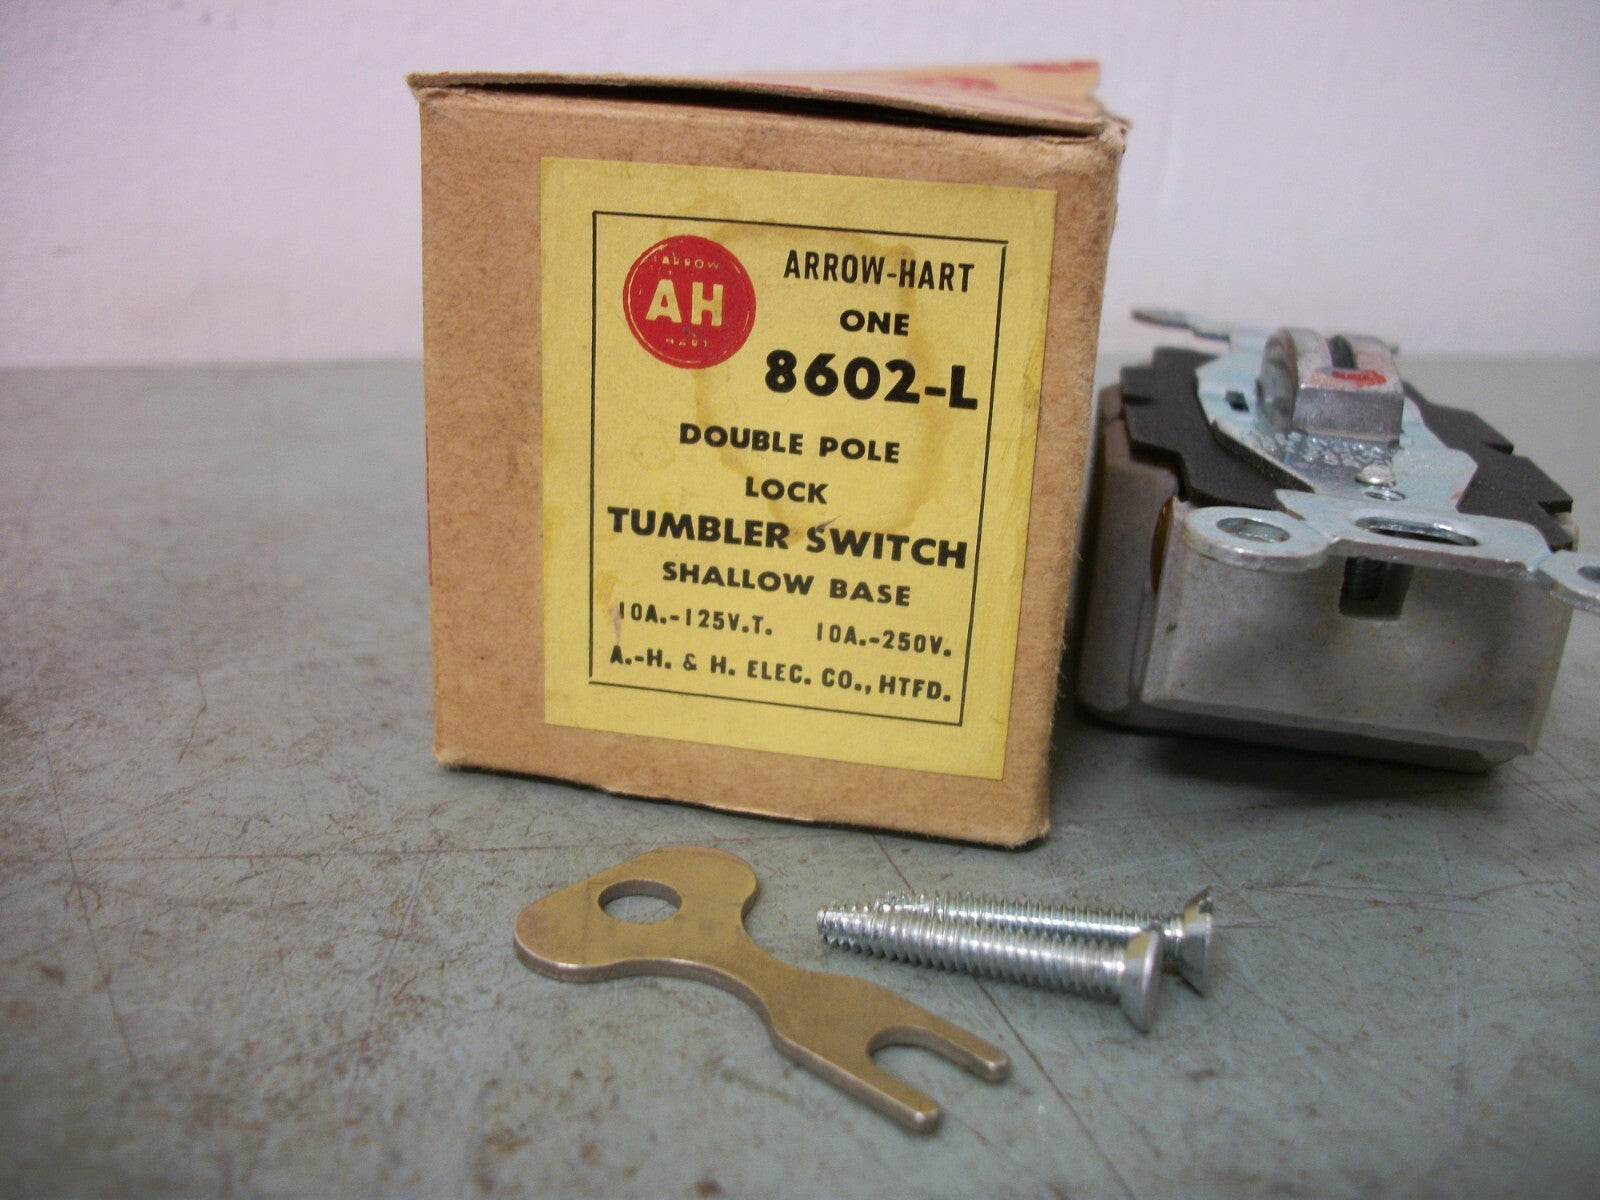 ARROW
AH
HART
ARROW-HART
ONE
8602-L
DOUBLE POLE
LOCK
TUMBLER SWITCH
SHALLOW BASE
10A.-125V.T. 10A.-250V.
A.-H. & H. ELEC. CO., HTFD.